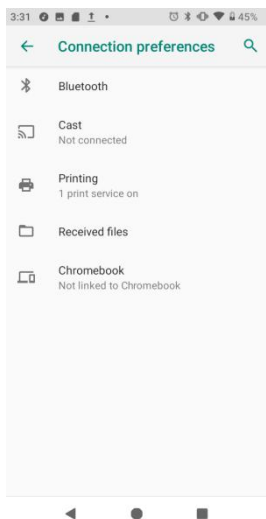 3:31 45%
Connection preferences
Bluetooth
Cast
Not connected
Printing
1 print service on
Received files
Chromebook
Not linked to Chromebook